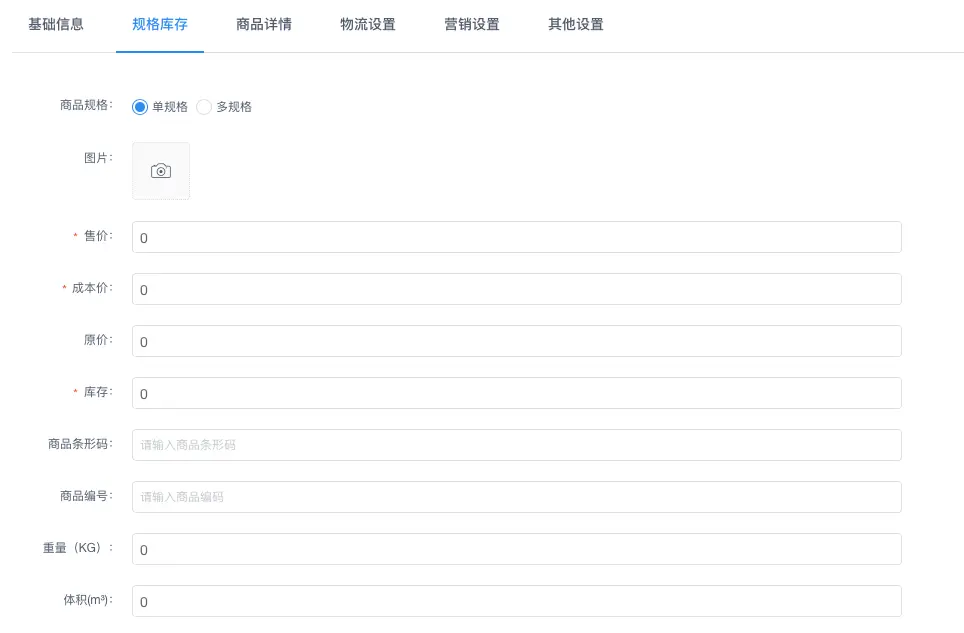 基础信息 规格库存 商品详情 物流设置 营销设置 其他设置
商品规格: 单规格 多规格
图片:
* 售价: 0
* 成本价: 0
原价: 0
* 库存: 0
商品条形码: 请输入商品条形码
商品编号: 请输入商品编码
重量（KG）: 0
体积(m³): 0